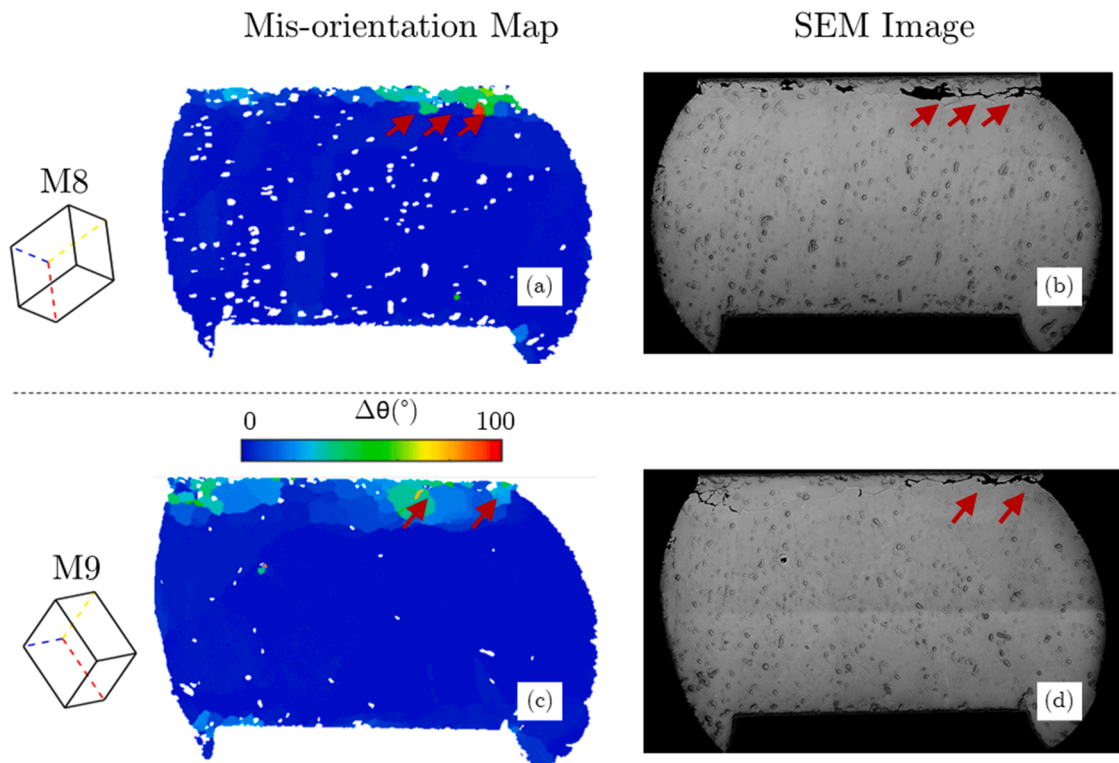 Mis-orientation Map
SEM Image
M8
(a)
(b)
Δθ(°)
0
100
M9
(c)
(d)